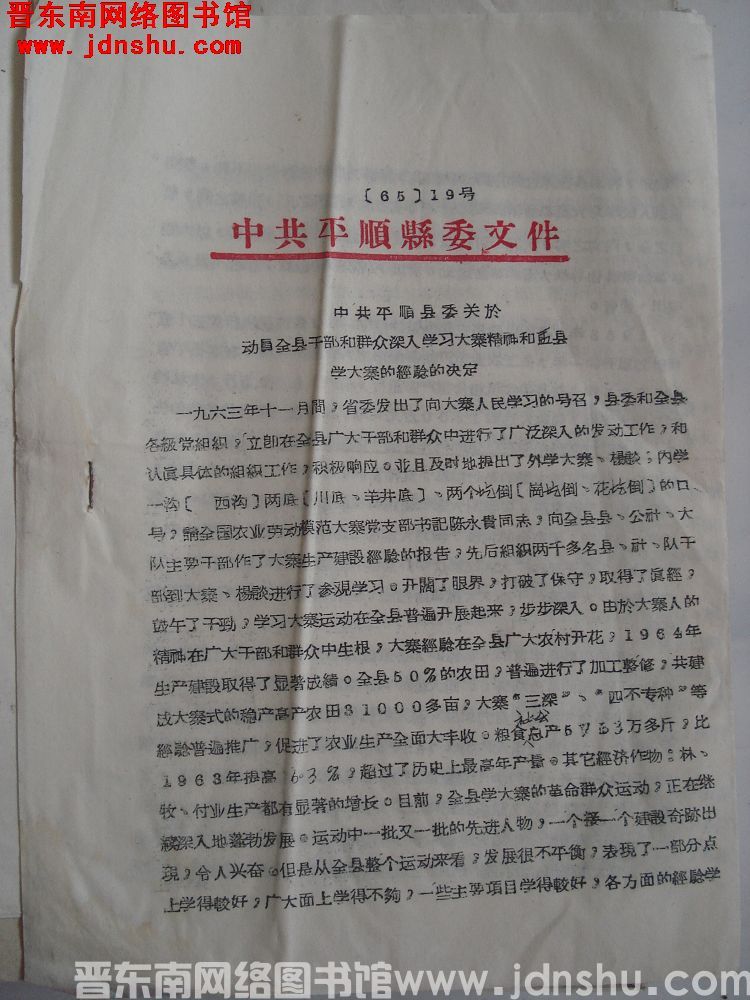 晋东南网络图书馆
www.jdnshu.com
〔65〕19号
中共平順縣委文件
中共平順县委关於
动員全县干部和群众深入学习大寨精神和盂县
学大寨的經驗的决定
一九六三年十一月間，省委发出了向大寨人民学习的号召，县委和全县
各級党組织，立即在全县广大干部和群众中进行了广泛深入的发动工作，和
认眞具体的組织工作，积极响应。並且及时地提出了外学大寨、楊談；内学
一沟〔西沟〕两底〔川底、羊井底〕、两个圪倒〔崗圪倒、花圪倒〕的口
号，請全国农业劳动模范大寨党支部书記陈永貴同志，向全县县、公社、大
队主要干部作了大寨生产建設經驗的报告，先后組织两千多名县、社、队干
部到大寨、楊談进行了参观学习。开闊了眼界，打破了保守，取得了眞經，
鼓午了干劲，学习大寨运动在全县普遍开展起来，步步深入。由於大寨人的
精神在广大干部和群众中生根，大寨經驗在全县广大农村开花，1964年
生产建設取得了显著成績。全县50%的农田，普遍进行了加工整修，共建
成大寨式的稳产高产农田31000多亩，大寨“三深”、“四不专种”等
經驗普遍推广，促进了农业生产全面大丰收。粮食总产5753万多斤，比
社会
1963年提高6·3%，超过了历史上最高年产量。其它經济作物。林、
牧、付业生产都有显著的增长。目前，全县学大寨的革命群众运动，正在继
續深入地蓬勃发展。运动中一批又一批的先进人物，一个接一个建設奇跡出
現，令人兴奋。但是从全县整个运动来看，发展很不平衡，表現了一部分点
上学得較好，广大面上学得不夠，一些主要項目学得較好，各方面的經驗学
晋东南网络图书馆www.jdnshu.com